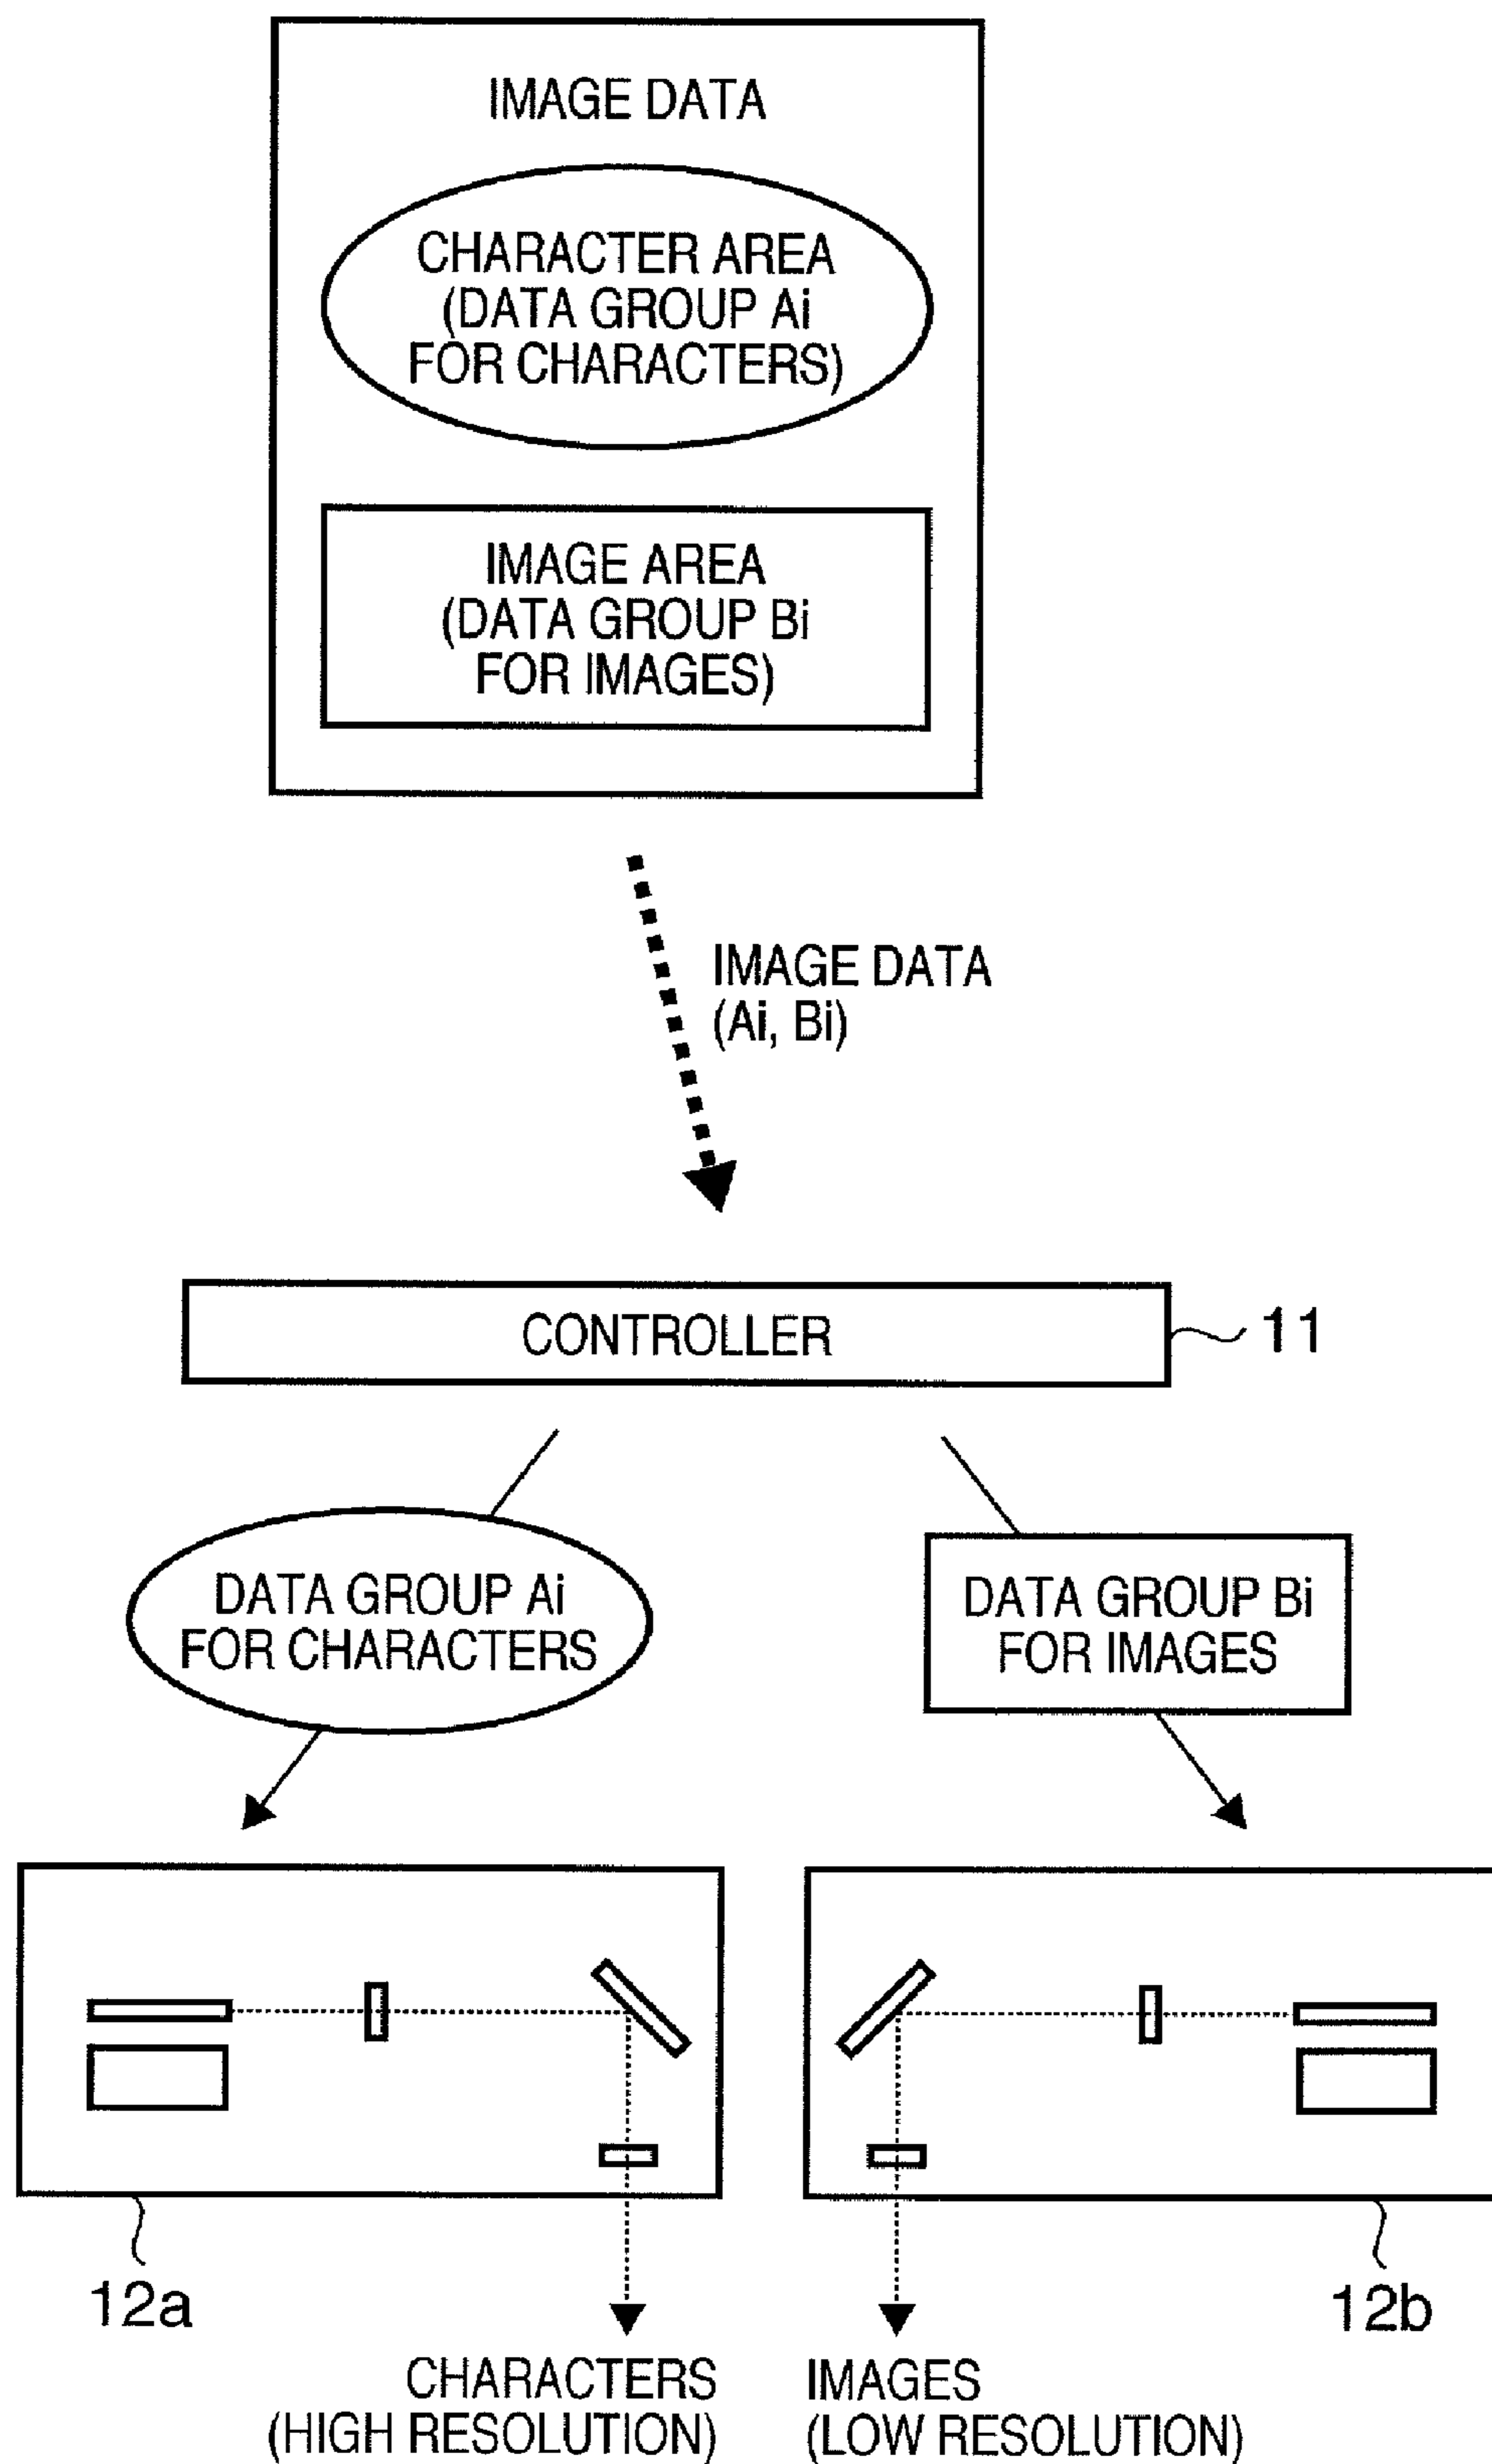 IMAGE DATA
CHARACTER AREA
(DATA GROUP Ai
FOR CHARACTERS)
IMAGE AREA
(DATA GROUP Bi
FOR IMAGES)
IMAGE DATA
(Ai, Bi)
CONTROLLER
11
DATA GROUP Ai
FOR CHARACTERS
DATA GROUP Bi
FOR IMAGES
12a
12b
CHARACTERS
(HIGH RESOLUTION)
IMAGES
(LOW RESOLUTION)